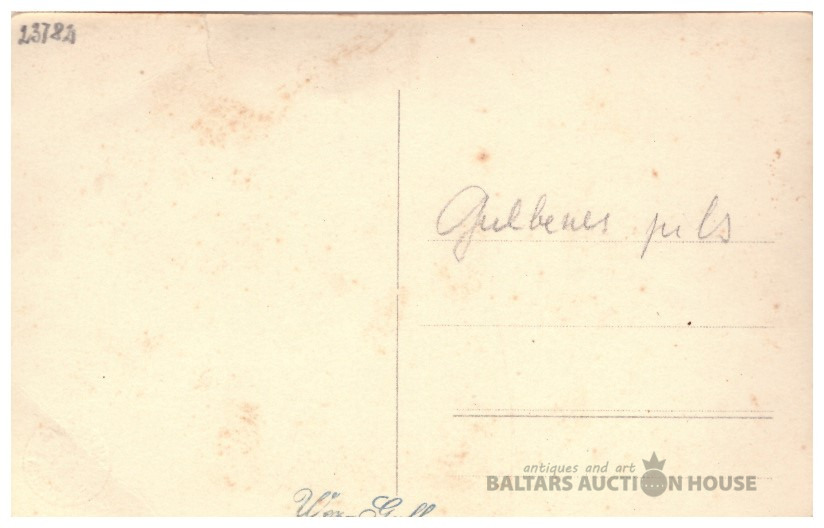 23782
Gulbenes pils
antiques and art
BALTARS AUCTION HOUSE